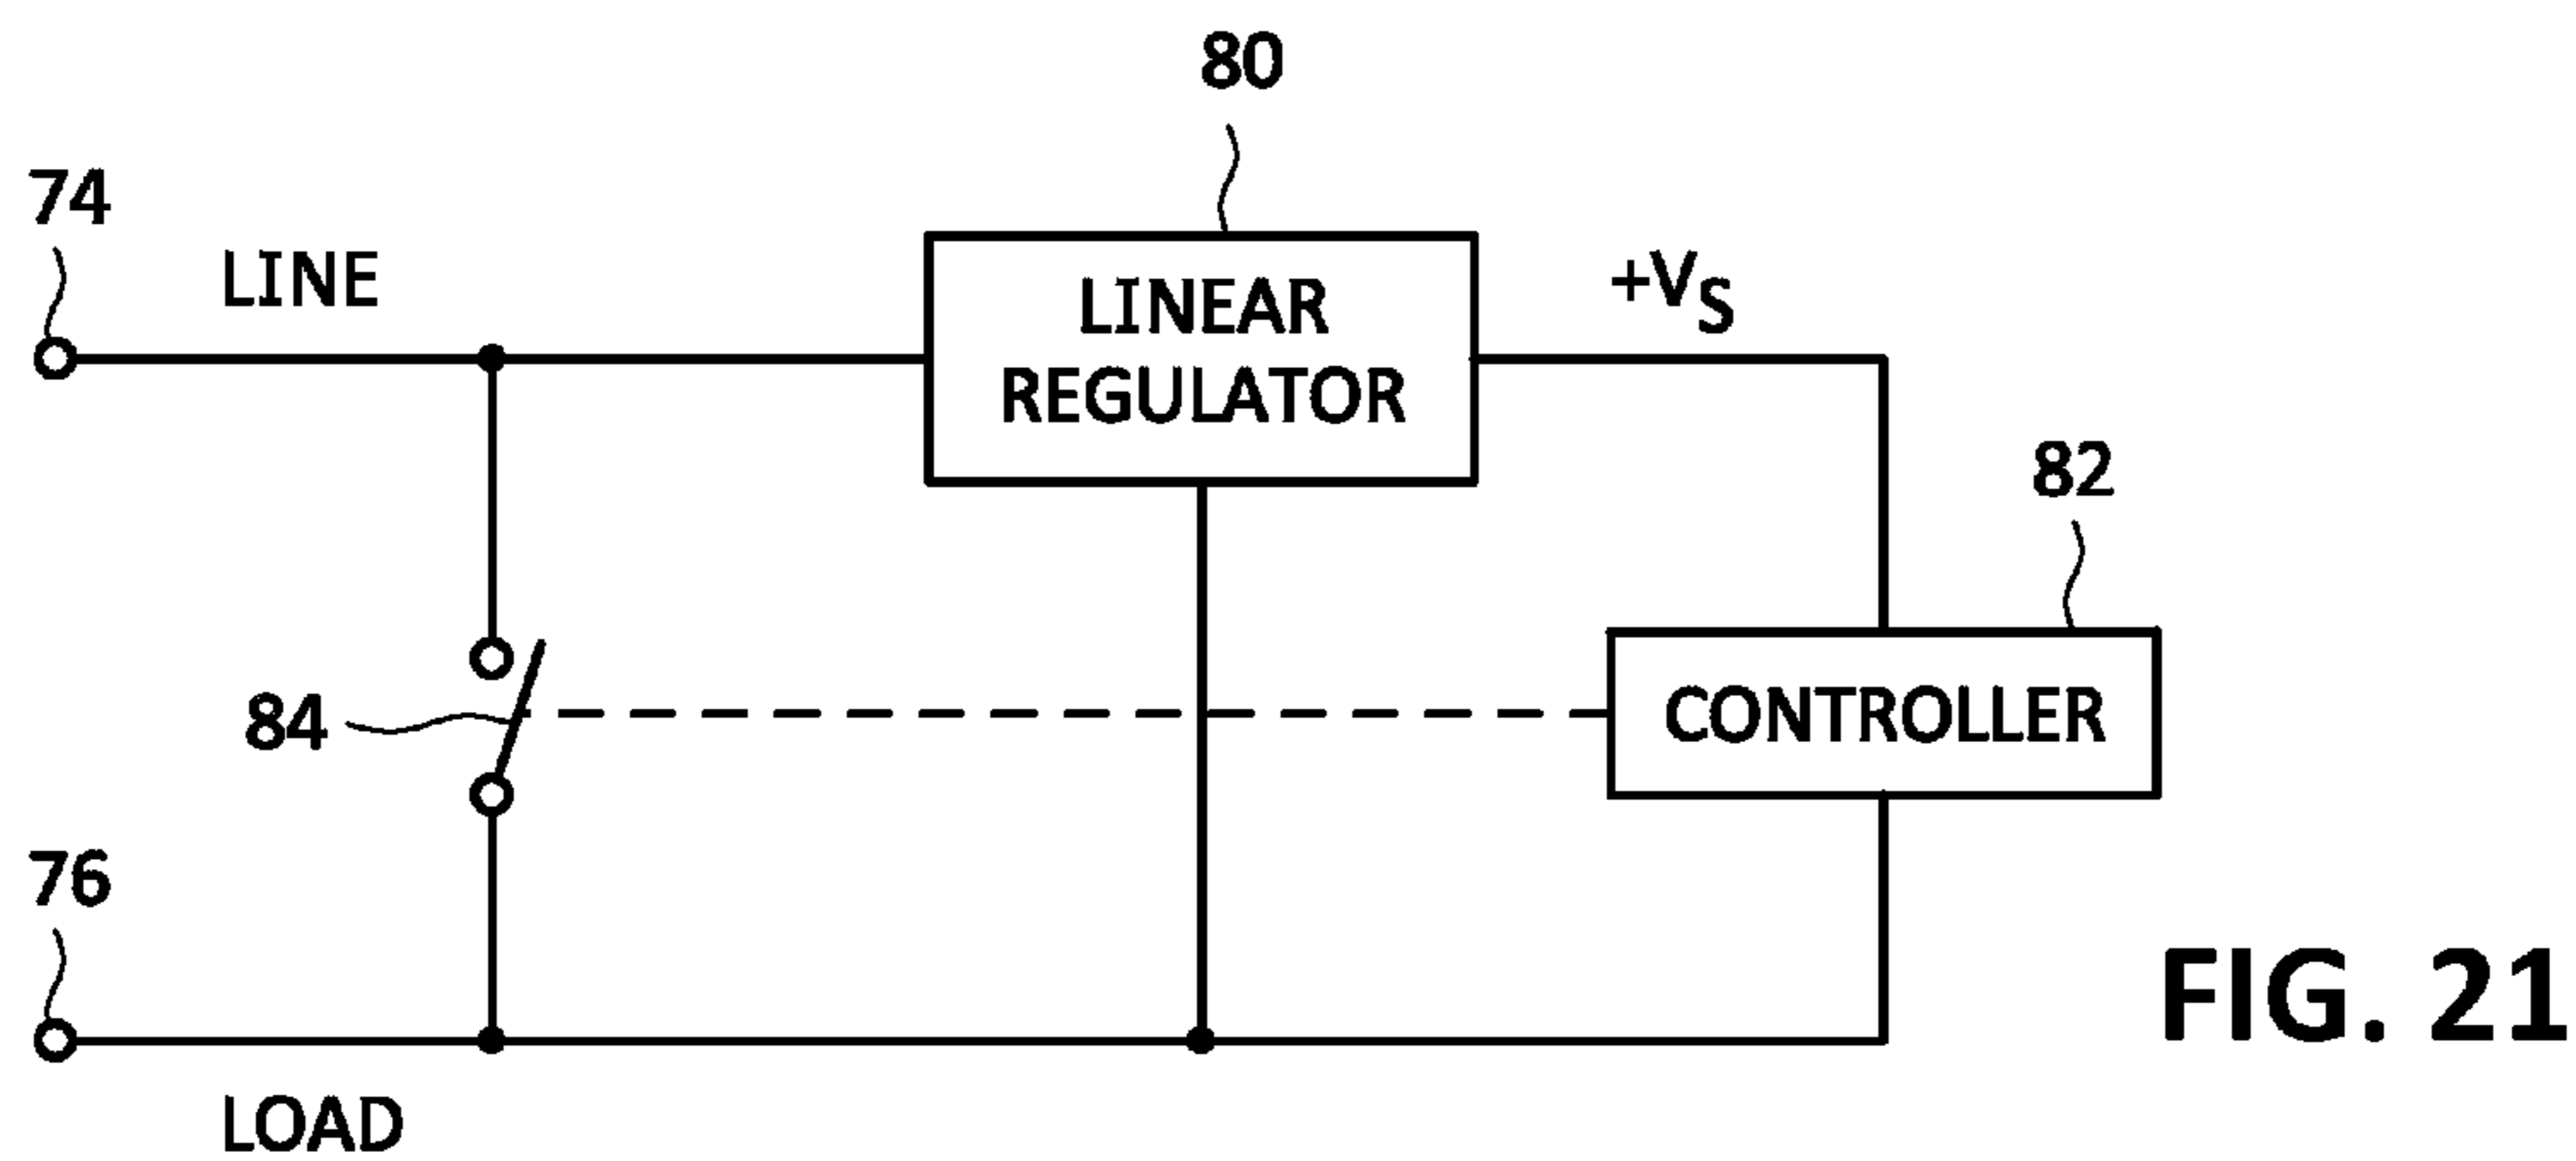 80
74
LINE
LINEAR
REGULATOR
+VS
82
84
CONTROLLER
76
FIG. 21
LOAD